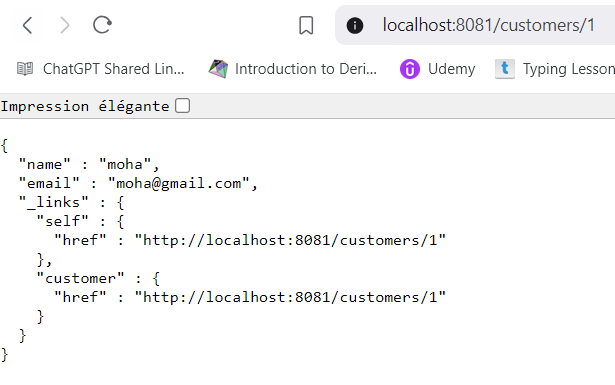 localhost:8081/customers/1
ChatGPT Shared Lin... Introduction to Deri... Udemy t Typing Lesson
Impression élégante
{
  "name" : "moha",
  "email" : "moha@gmail.com",
  "_links" : {
    "self" : {
      "href" : "http://localhost:8081/customers/1"
    },
    "customer" : {
      "href" : "http://localhost:8081/customers/1"
    }
  }
}